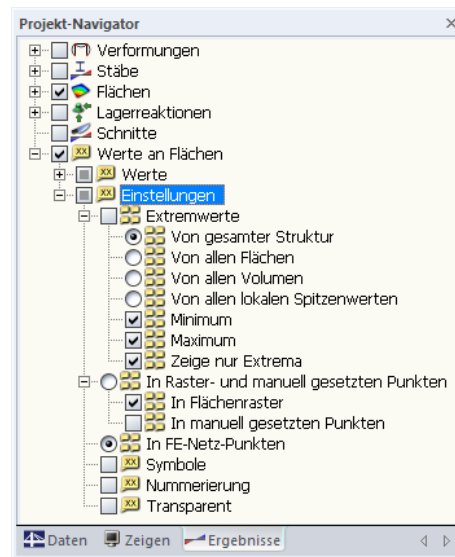 Projekt-Navigator
Verformungen
Stäbe
Flächen
Lagerreaktionen
Schnitte
Werte an Flächen
Werte
Einstellungen
Extremwerte
Von gesamter Struktur
Von allen Flächen
Von allen Volumen
Von allen lokalen Spitzenwerten
Minimum
Maximum
Zeige nur Extrema
In Raster- und manuell gesetzten Punkten
In Flächenraster
In manuell gesetzten Punkten
In FE-Netz-Punkten
Symbole
Nummerierung
Transparent
Daten Zeigen Ergebnisse